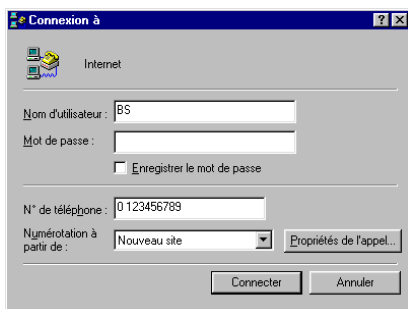 Connexion à
Internet
Nom d'utilisateur : BS
Mot de passe :
Enregistrer le mot de passe
N° de téléphone : 0 123456789
Numérotation à
partir de : Nouveau site Propriétés de l'appel...
Connecter Annuler